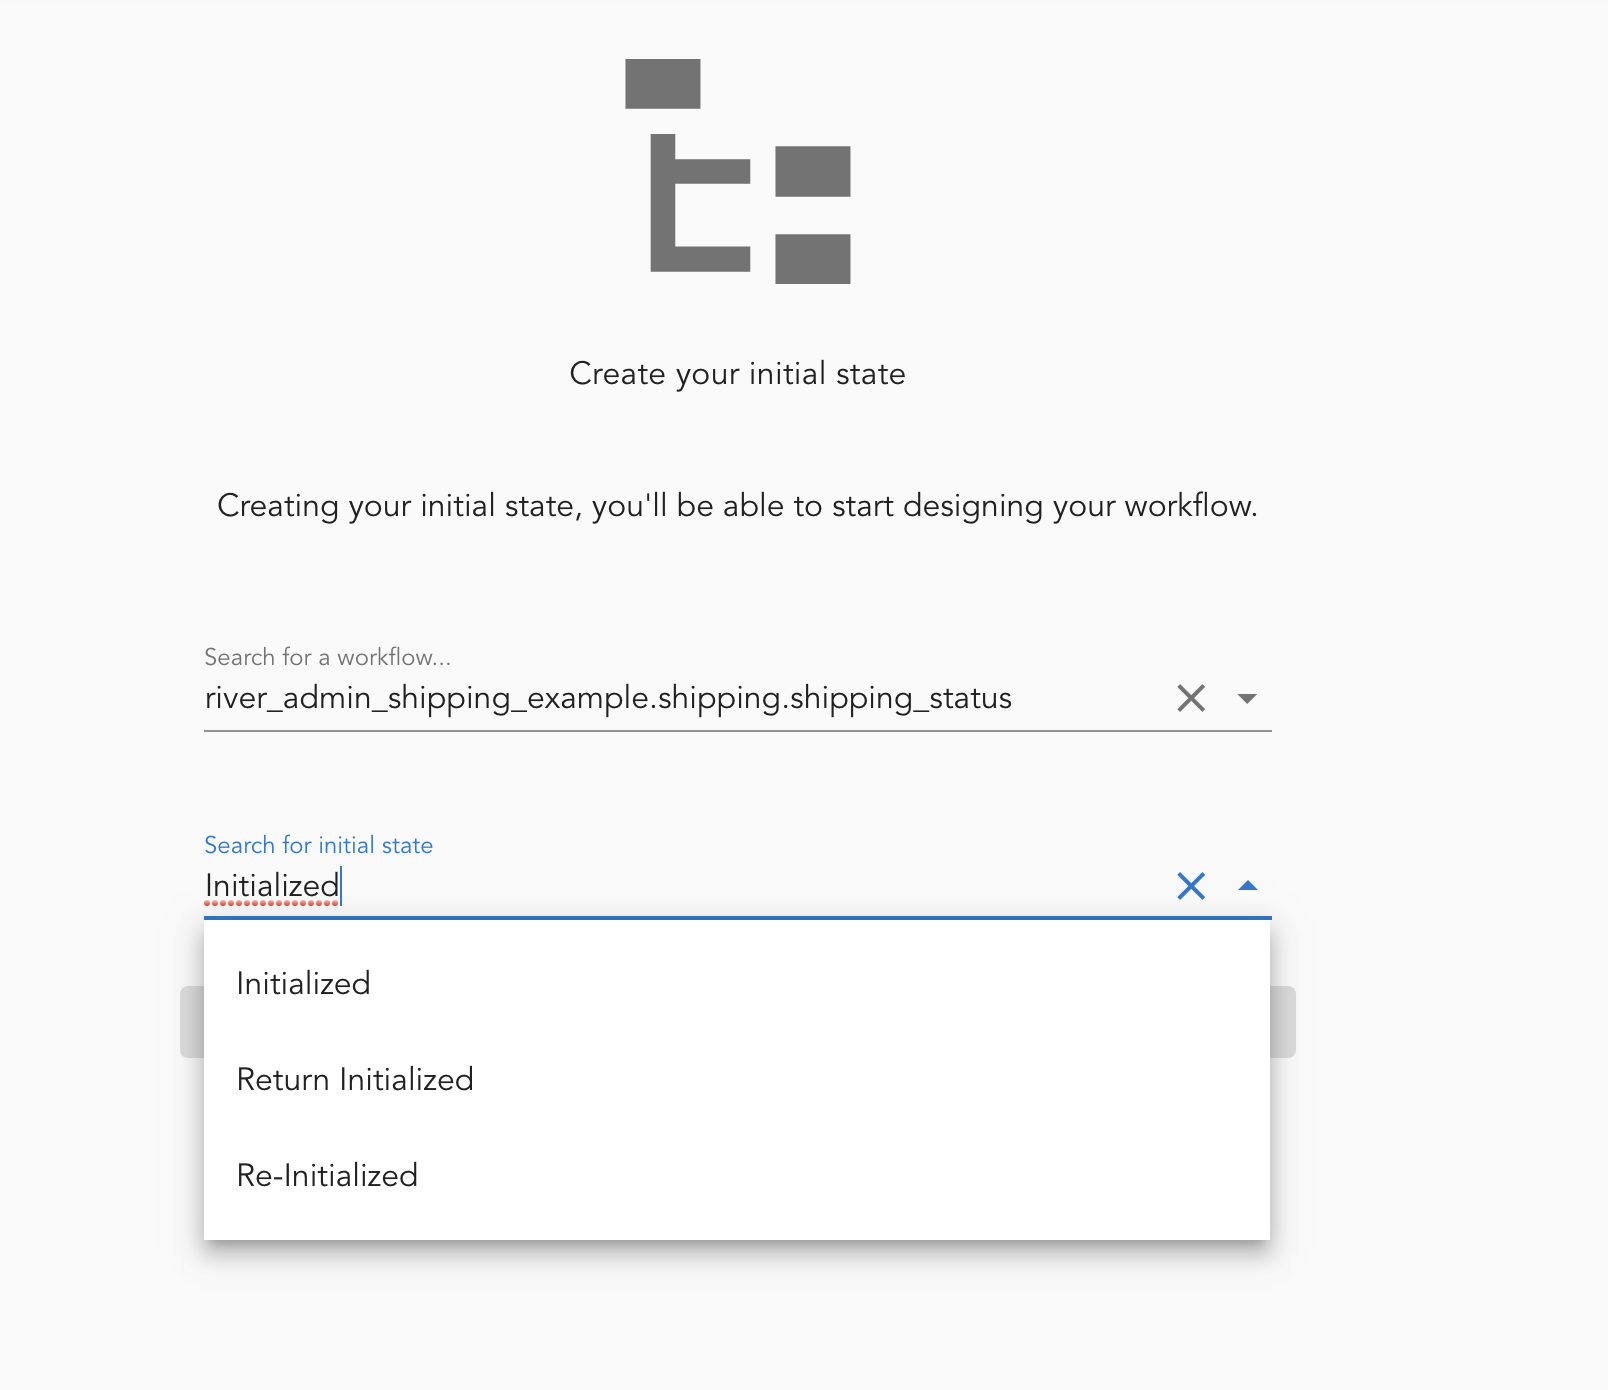 Create your initial state
Creating your initial state, you'll be able to start designing your workflow.
Search for a workflow...
river_admin_shipping_example.shipping.shipping_status
Search for initial state
Initialized
Initialized
Return Initialized
Re-Initialized